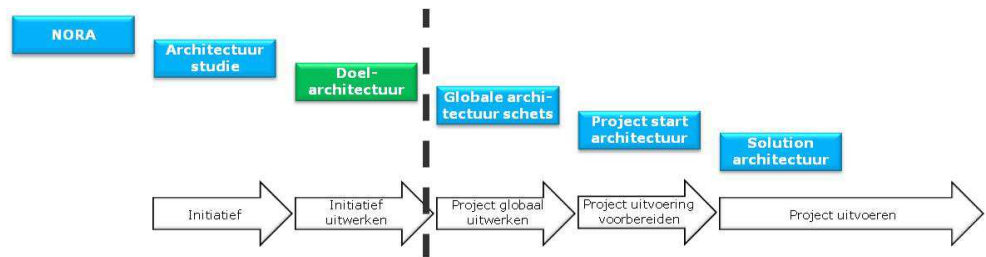 NORA
Architectuur
studie
Doel-
architectuur
Globale archi-
tectuur schets
Project start
architectuur
Solution
architectuur
Initiatief
Initiatief
uitwerken
Project globaal
uitwerken
Project uitvoering
voorbereiden
Project uitvoeren